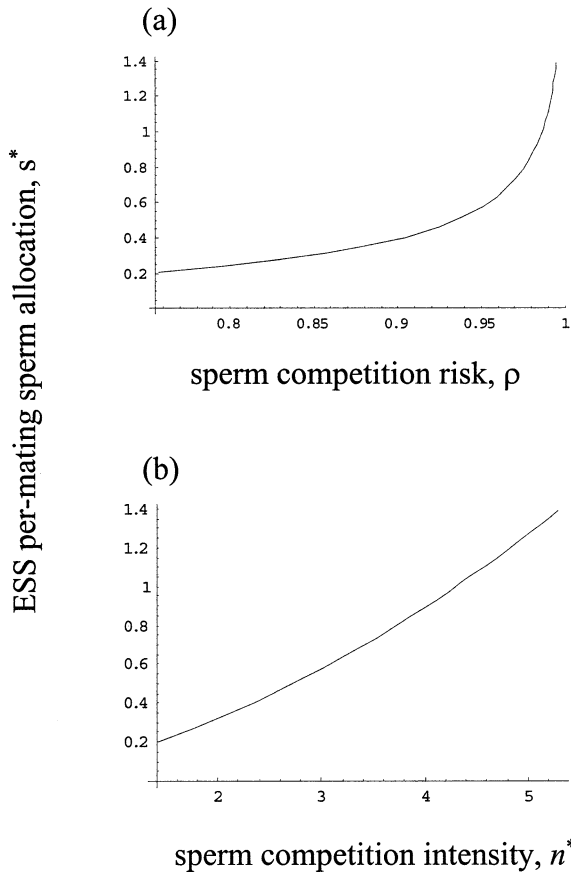 (a)
1.4
1.2
1
0.8
0.6
0.4
0.2
0.8 0.85 0.9 0.95 1
sperm competition risk, ρ
ESS per-mating sperm allocation, s*
(b)
1.4
1.2
1
0.8
0.6
0.4
0.2
2 3 4 5
sperm competition intensity, n*